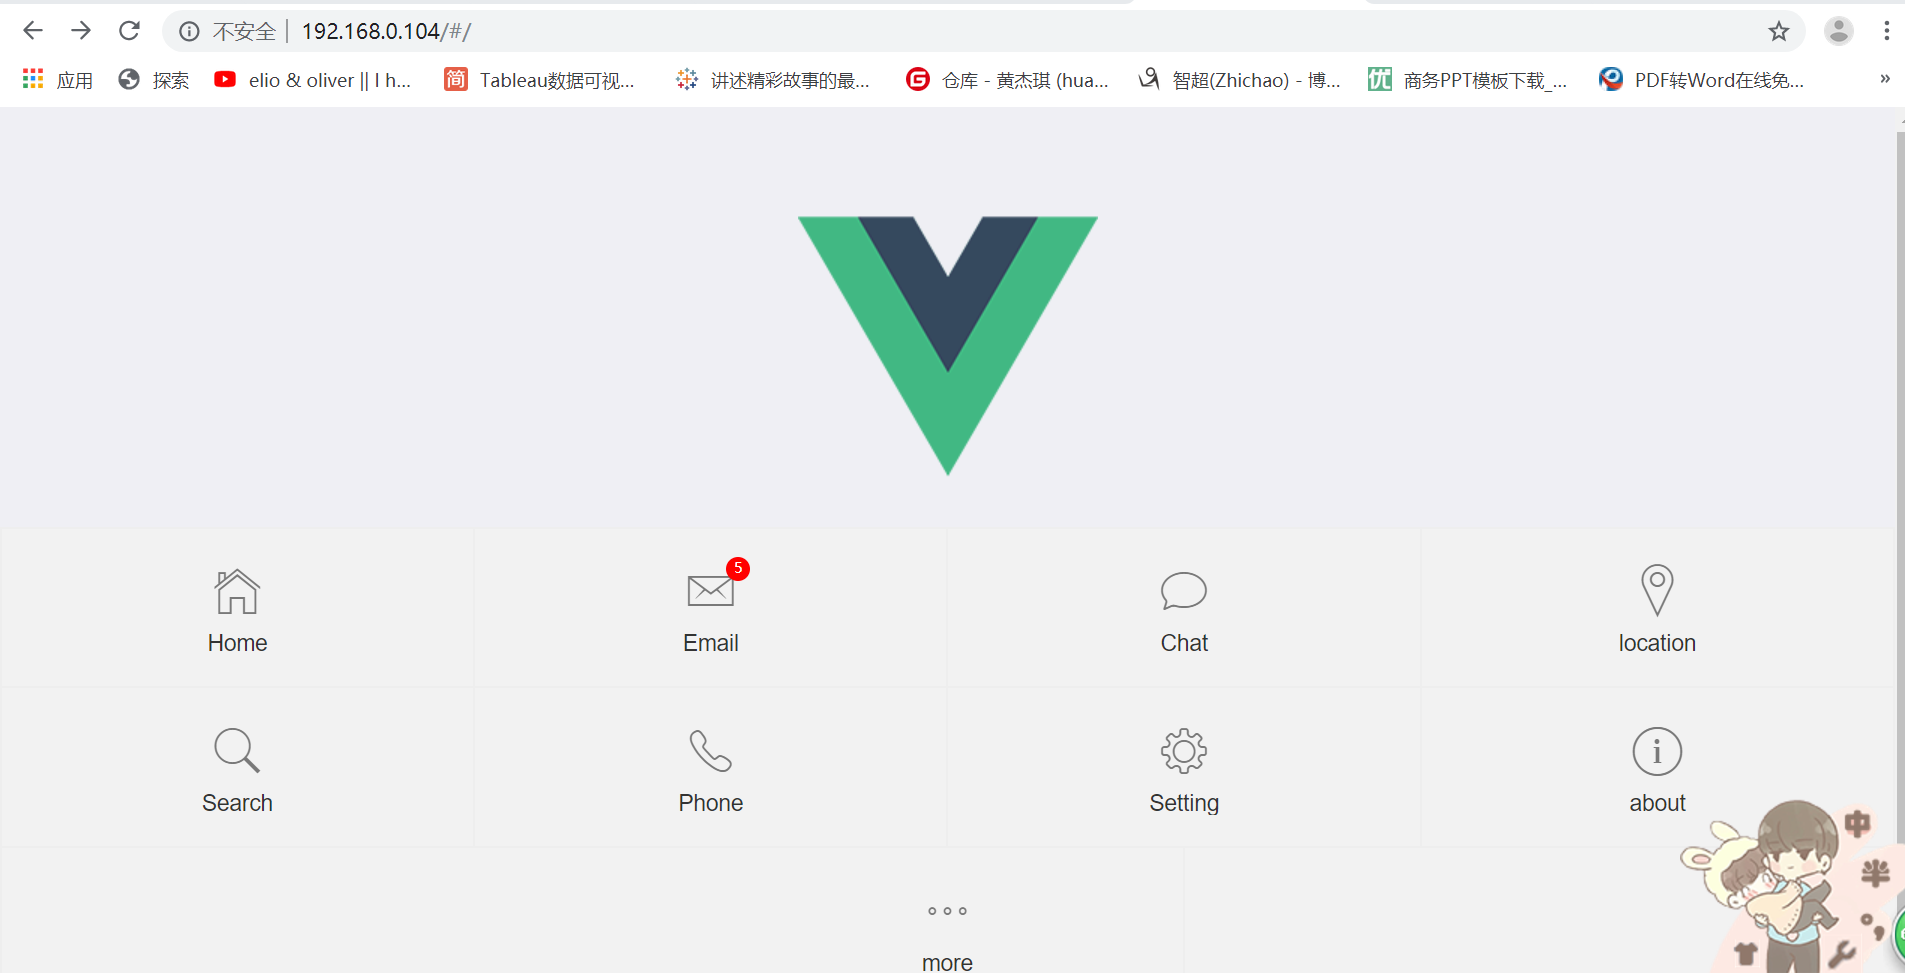 不安全 192.168.0.104/#/
应用 探索 elio & oliver || I h... 简 Tableau数据可视... 讲述精彩故事的最... G 仓库 - 黄杰琪 (hua... 智超(Zhichao) - 博... 优 商务PPT模板下载_... PDF转Word在线免... »
5
Home Email Chat location
Search Phone Setting about
中
半
more